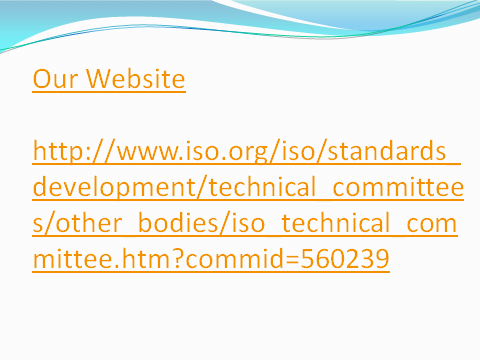 Our Website
http://www.iso.org/iso/standards_
development/technical_committee
s/other_bodies/iso_technical_com
mittee.htm?commid=560239